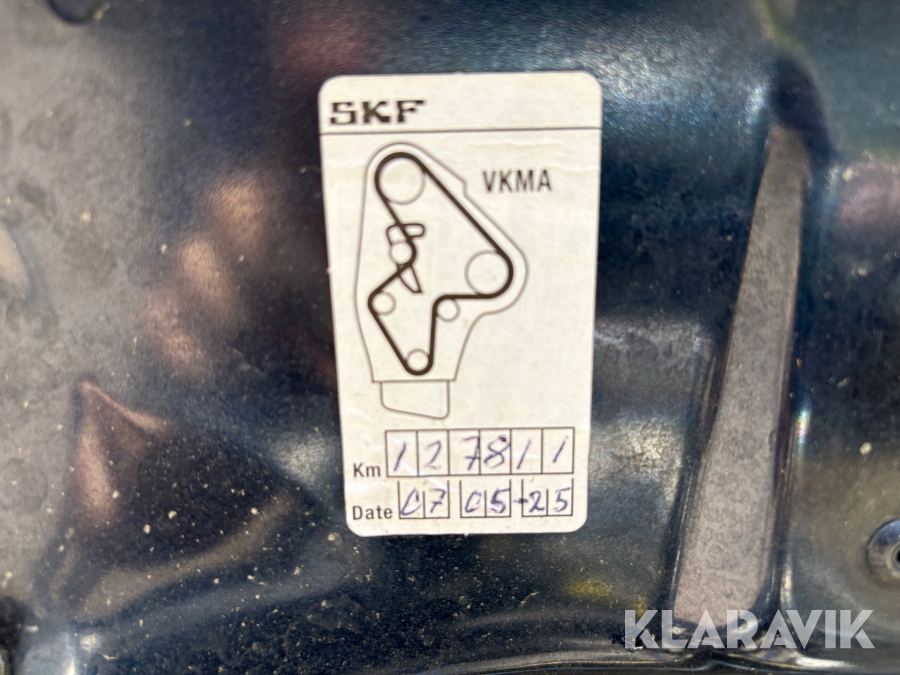 SKF
VKMA
Km 127811
Date 07 05-25
KLARAVIK